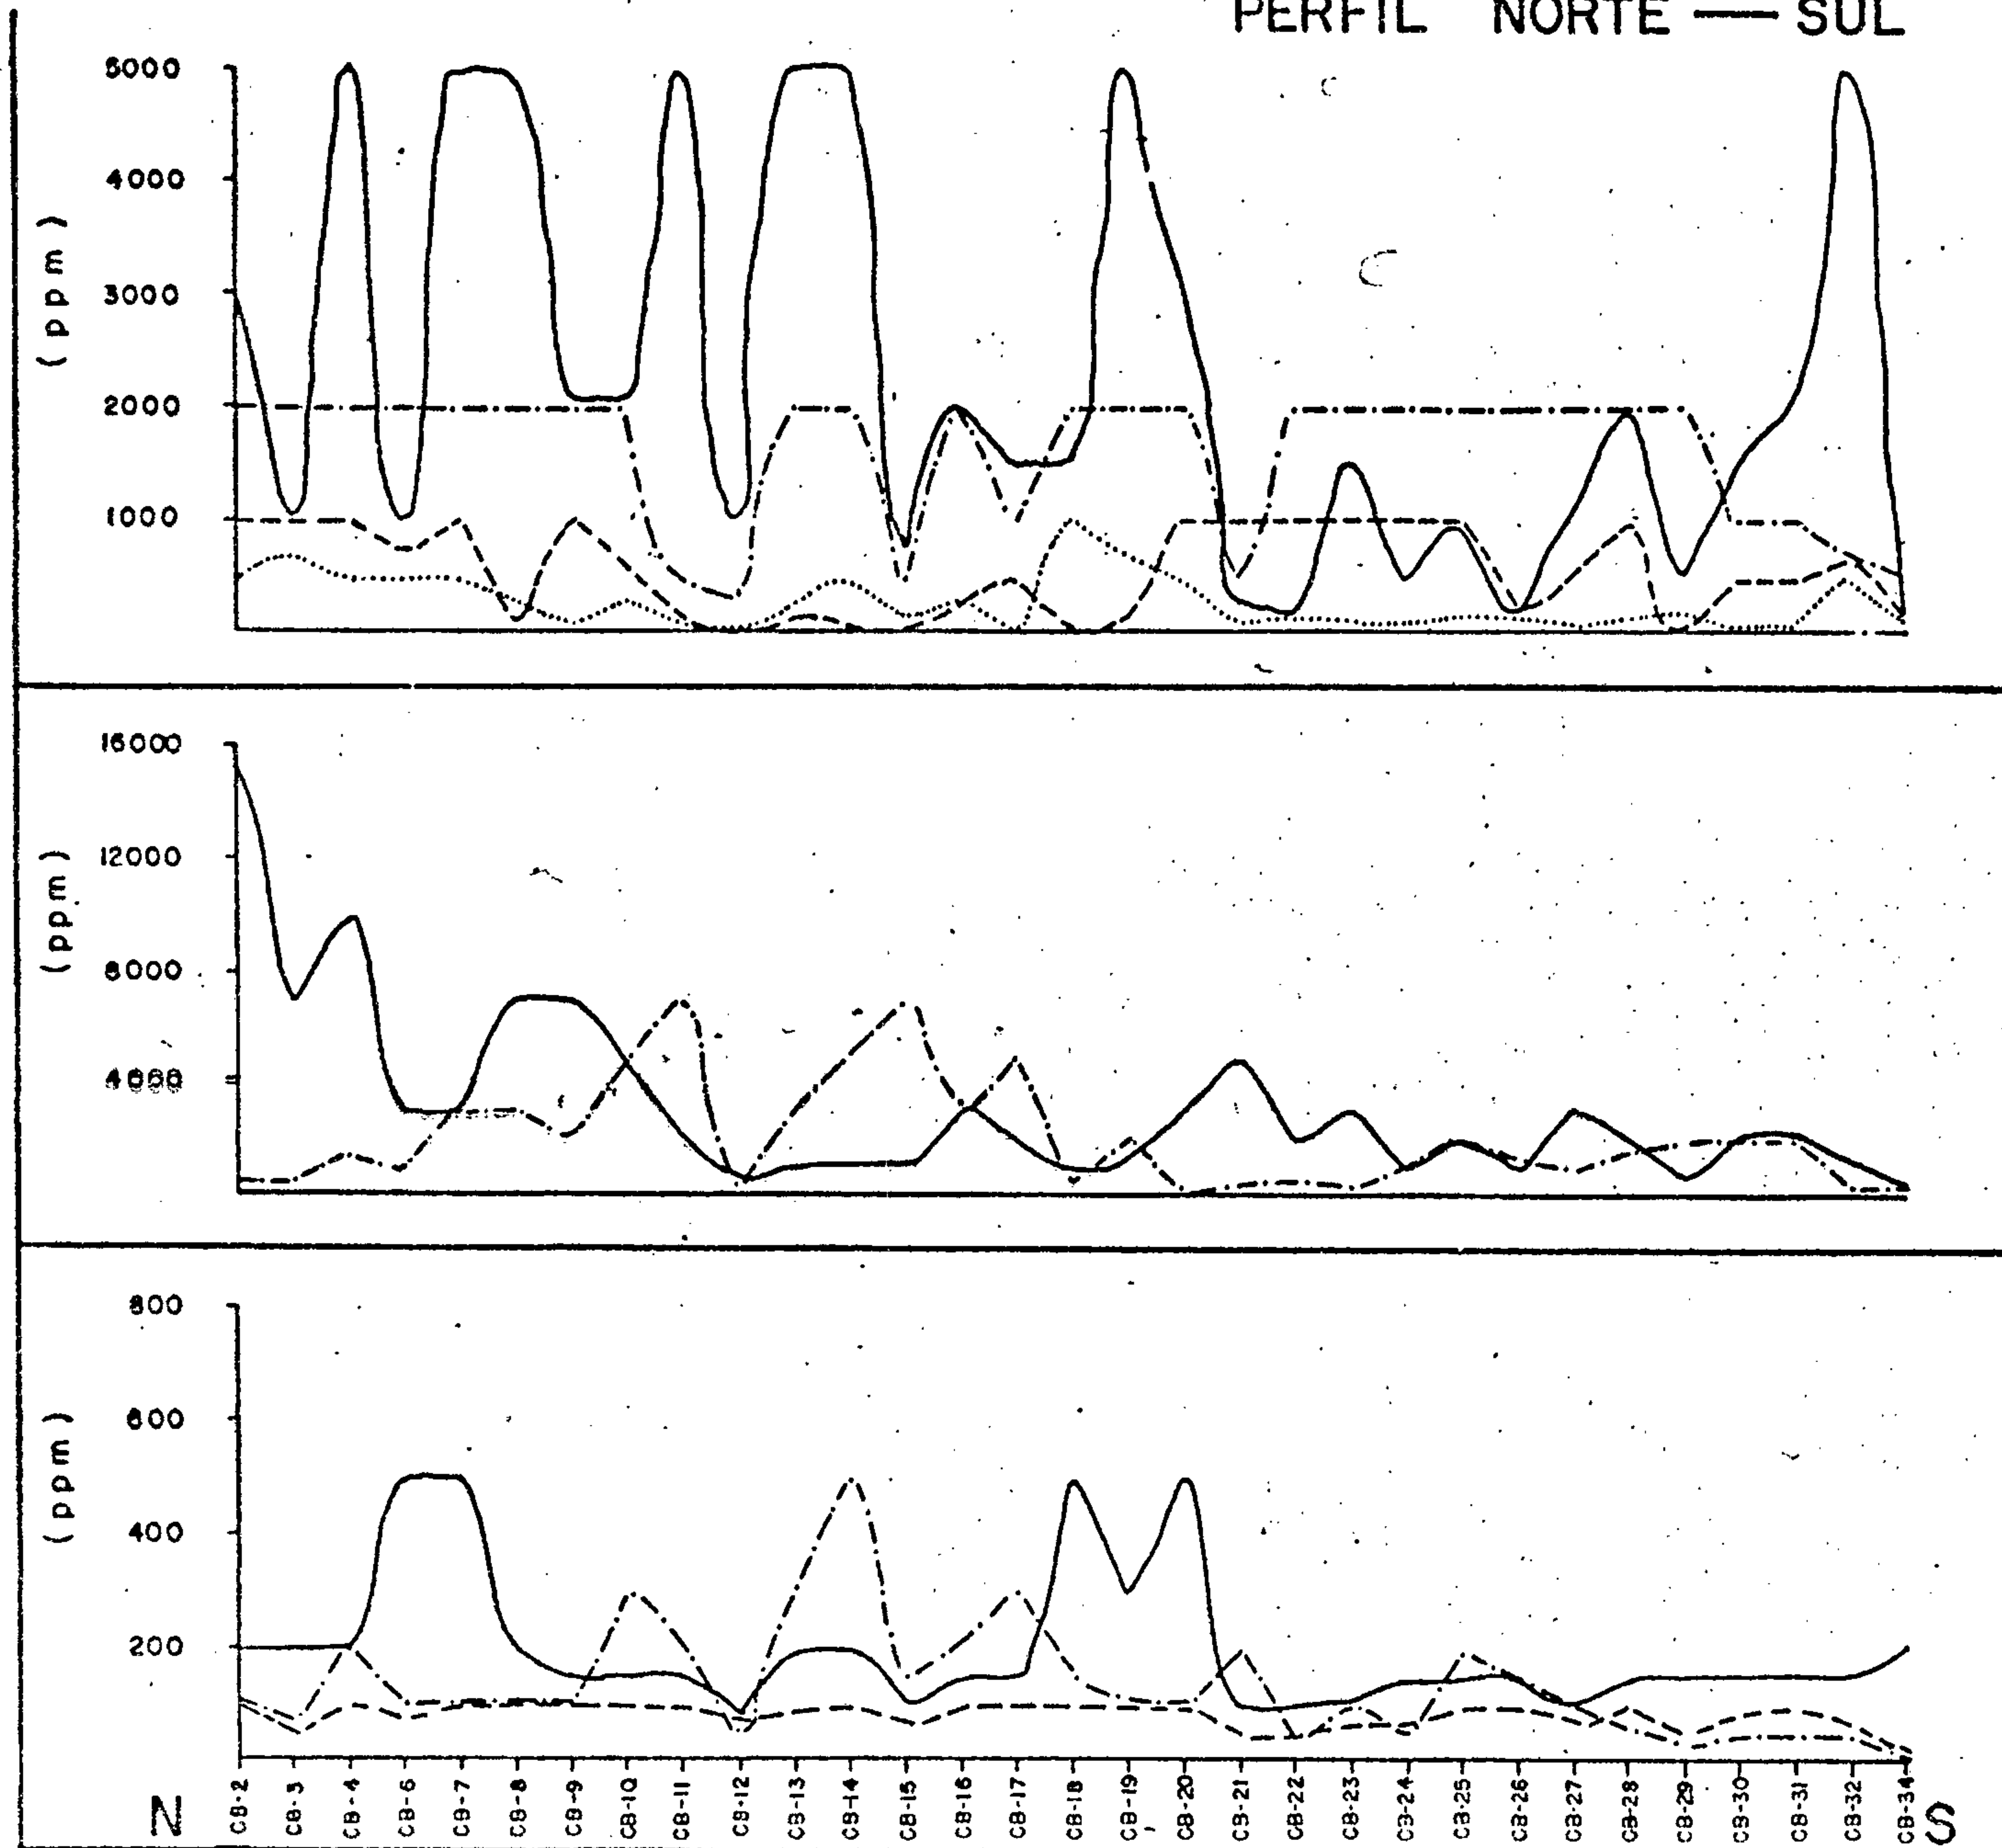 PERFIL NORTE — SUL
5000
4000
3000
2000
1000
(ppm)
16000
12000
8000
(ppm)
800
600
400
200
(ppm)
N
CB-2
CB-3
CB-4
CB-6
CB-7
CB-8
CB-9
CB-10
CB-11
CB-12
CB-13
CB-14
CB-15
CB-16
CB-17
CB-18
CB-19
CB-20
CB-21
CB-22
CB-23
CB-24
CB-25
CB-26
CB-27
CB-28
CB-29
CB-30
CB-31
CB-32
CB-34
S